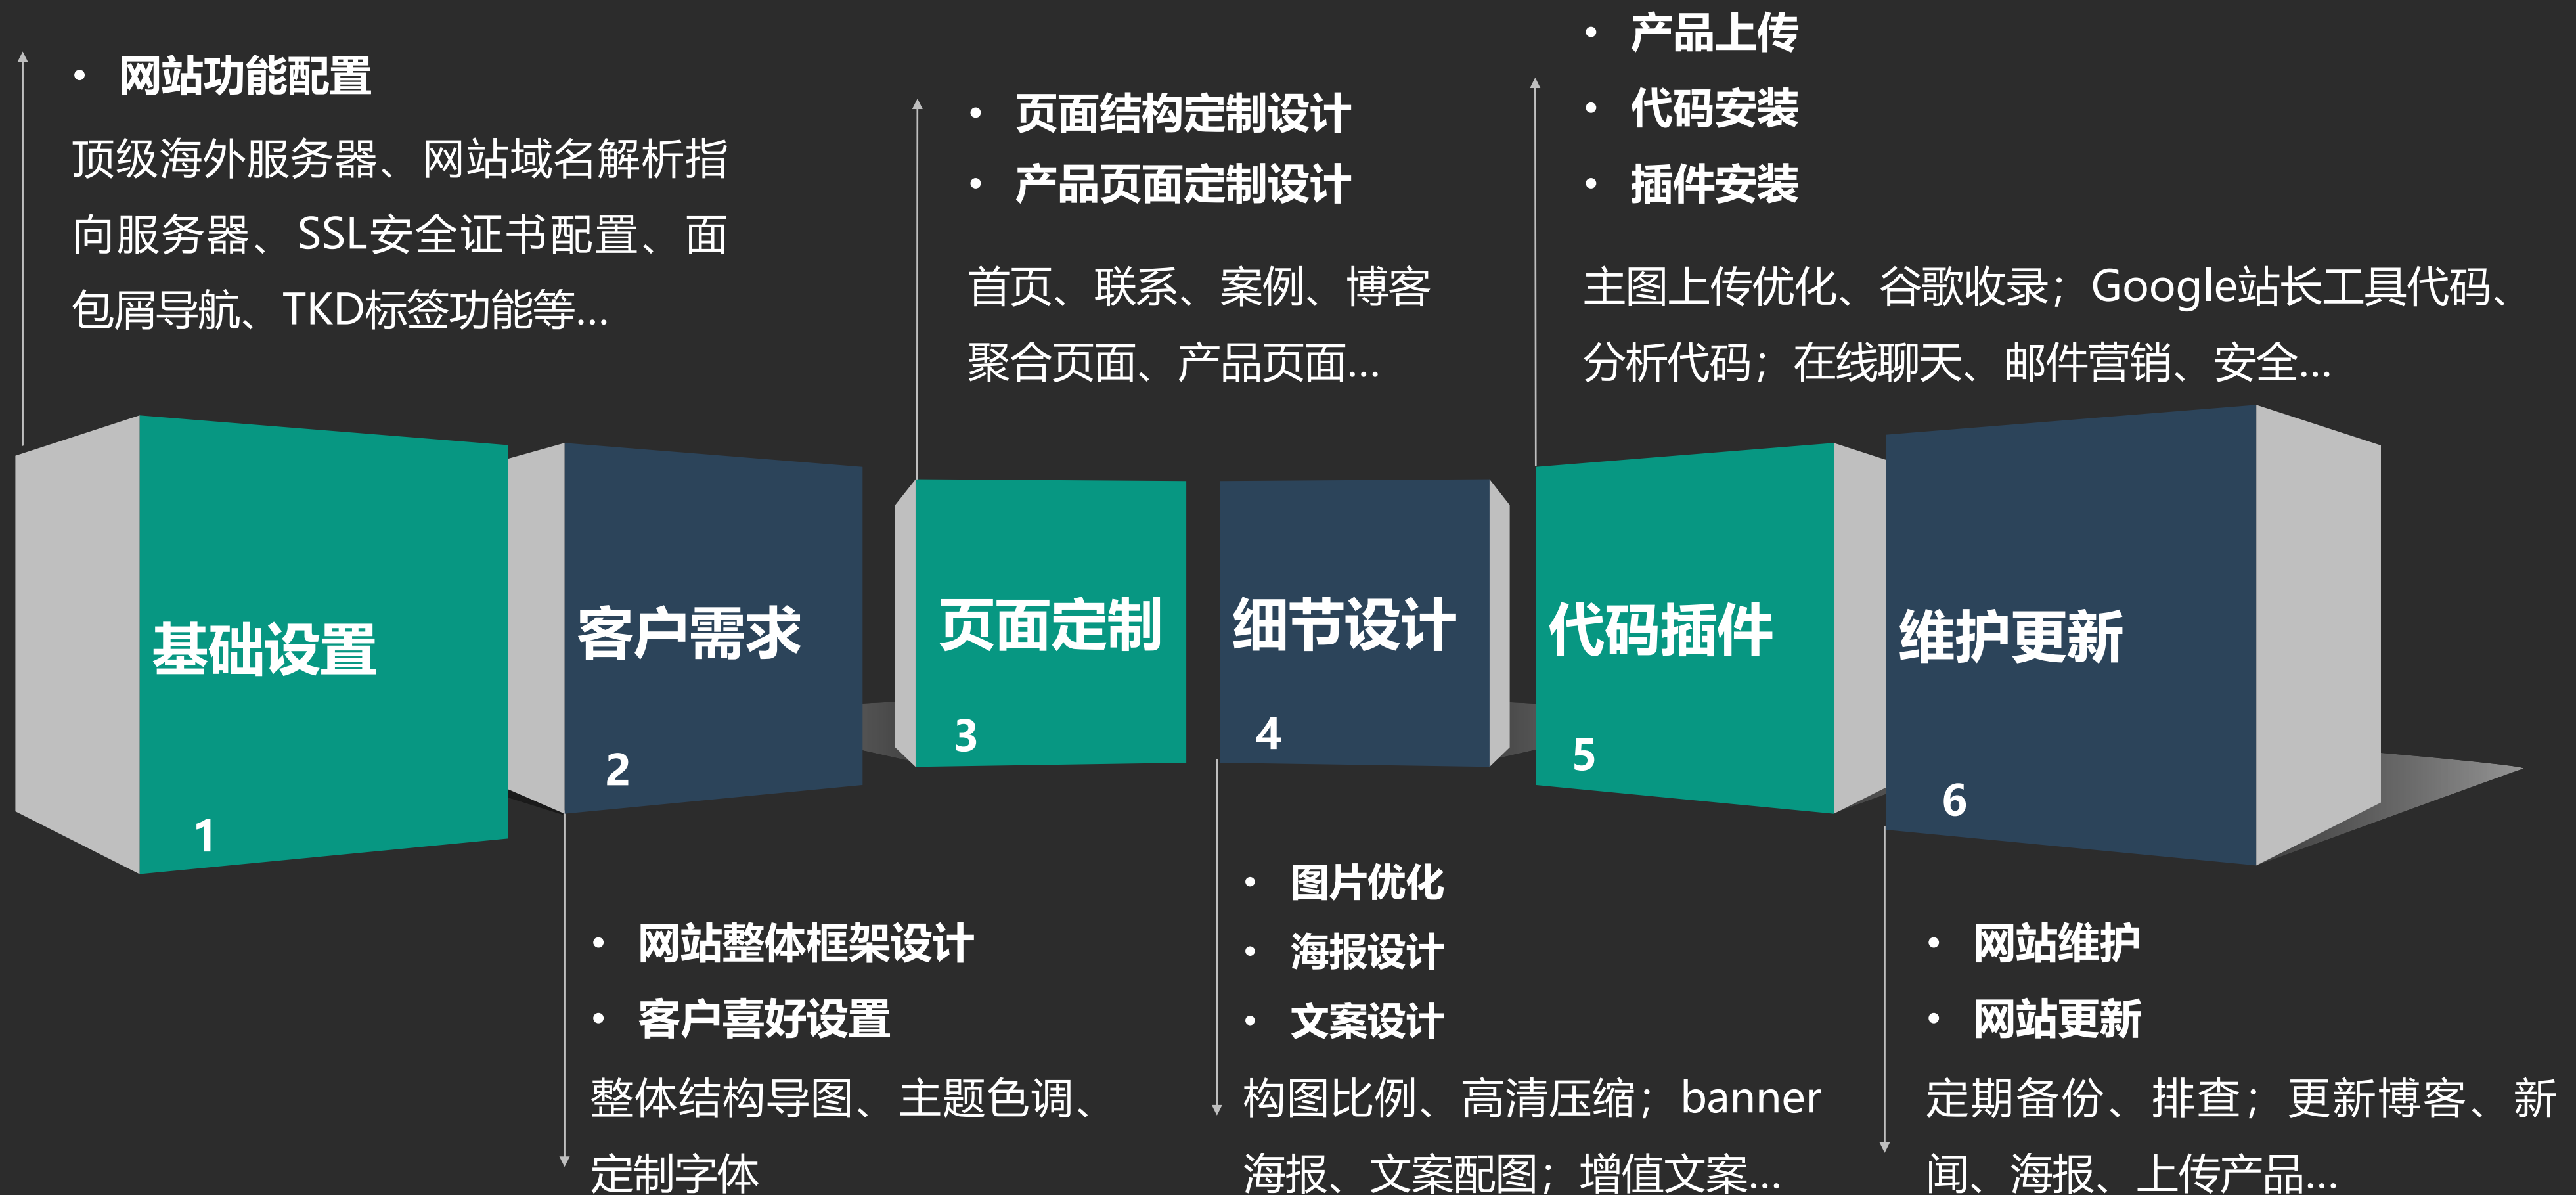 • 网站功能配置
顶级海外服务器、网站域名解析指
向服务器、SSL安全证书配置、面
包屑导航、TKD标签功能等...
• 页面结构定制设计
• 产品页面定制设计
首页、联系、案例、博客
聚合页面、产品页面...
• 产品上传
• 代码安装
• 插件安装
主图上传优化、谷歌收录；Google站长工具代码、
分析代码；在线聊天、邮件营销、安全...
基础设置
1
客户需求
2
页面定制
3
细节设计
4
代码插件
5
维护更新
6
• 网站整体框架设计
• 客户喜好设置
整体结构导图、主题色调、
定制字体
• 图片优化
• 海报设计
• 文案设计
构图比例、高清压缩；banner
海报、文案配图；增值文案...
• 网站维护
• 网站更新
定期备份、排查；更新博客、新
闻、海报、上传产品...